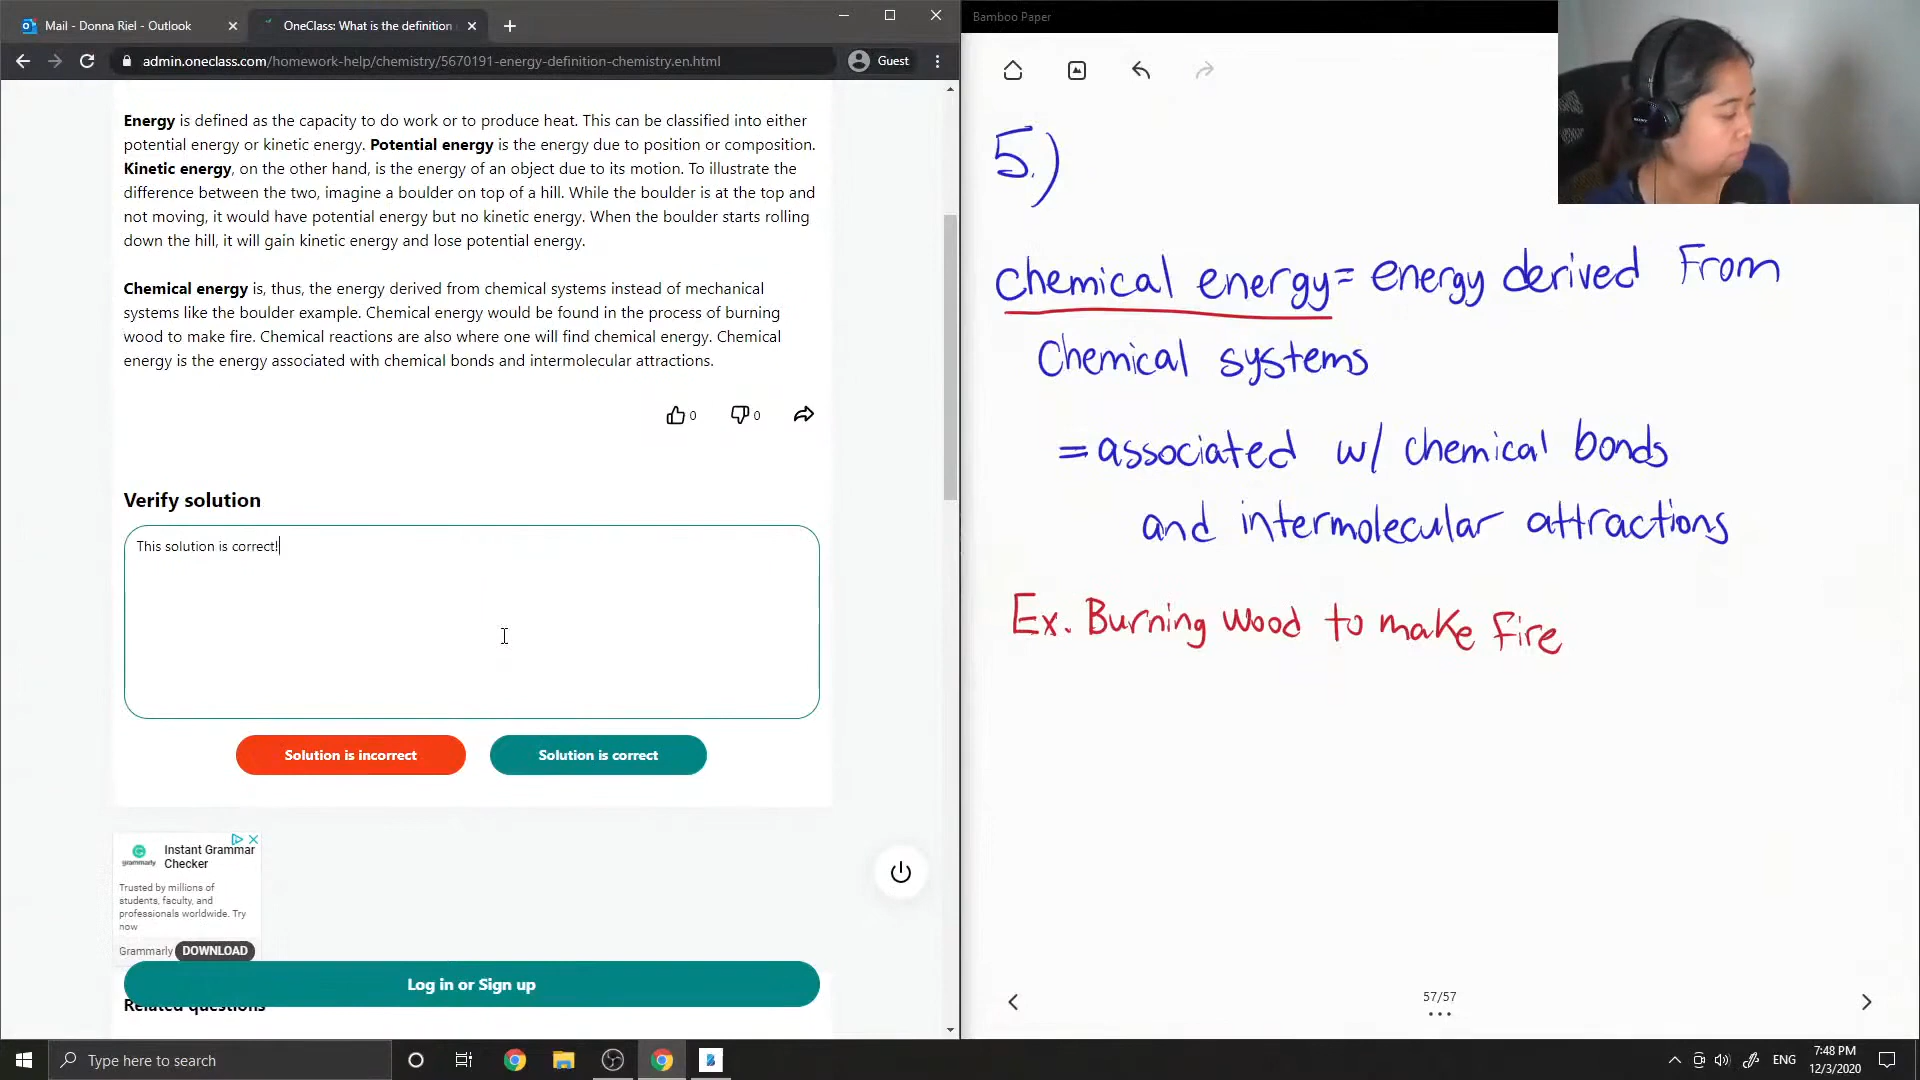 Mail - Donna Riel - Outlook
OneClass: What is the definition
Bamboo Paper
admin.oneclass.com/homework-help/chemistry/5670191-energy-definition-chemistry.en.html
Guest
Energy is defined as the capacity to do work or to produce heat. This can be classified into either
potential energy or kinetic energy. Potential energy is the energy due to position or composition.
Kinetic energy, on the other hand, is the energy of an object due to its motion. To illustrate the
difference between the two, imagine a boulder on top of a hill. While the boulder is at the top and
not moving, it would have potential energy but no kinetic energy. When the boulder starts rolling
down the hill, it will gain kinetic energy and lose potential energy.
Chemical energy is, thus, the energy derived from chemical systems instead of mechanical
systems like the boulder example. Chemical energy would be found in the process of burning
wood to make fire. Chemical reactions are also where one will find chemical energy. Chemical
energy is the energy associated with chemical bonds and intermolecular attractions.
0
0
Verify solution
This solution is correct!
Solution is incorrect
Solution is correct
Instant Grammar
Checker
grammarly
Trusted by millions of
students, faculty, and
professionals worldwide. Try
now
Grammarly
DOWNLOAD
Log in or Sign up
Related questions
5.)
chemical energy = energy derived From
Chemical systems
= associated w/ chemical bonds
and intermolecular attractions
Ex. Burning wood to make fire
57/57
Type here to search
ENG
7:48 PM
12/3/2020